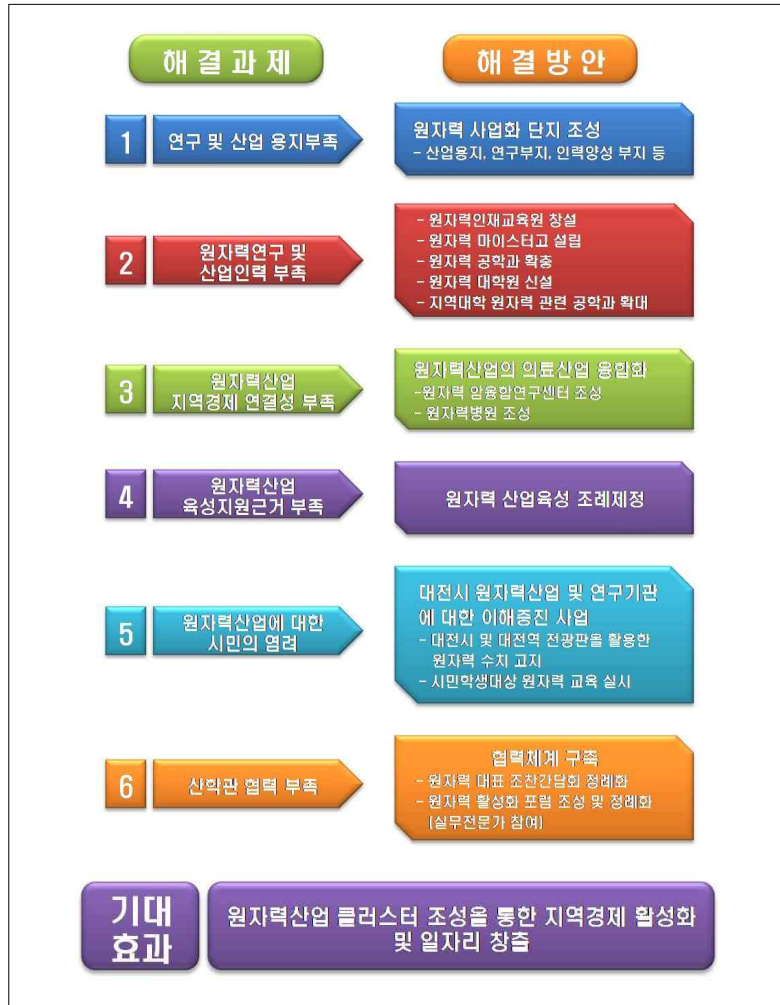 해 결 과 제
해 결 방 안
1
연구 및 산업 용지부족
원자력 사업화 단지 조성
- 산업용지, 연구부지, 인력양성 부지 등
2
원자력연구 및
산업인력 부족
- 원자력인재교육원 창설
- 원자력 마이스터고 설립
- 원자력 공학과 확충
- 원자력 대학원 신설
- 지역대학 원자력 관련 공학과 확대
3
원자력산업
지역경제 연결성 부족
원자력산업의 의료산업 융합화
-원자력 암융합연구센터 조성
- 원자력병원 조성
4
원자력산업
육성지원근거 부족
원자력 산업육성 조례제정
5
원자력산업에 대한
시민의 염려
대전시 원자력산업 및 연구기관
에 대한 이해증진 사업
- 대전시 및 대전역 전광판을 활용한
원자력 수치 고지
- 시민학생대상 원자력 교육 실시
6
산학관 협력 부족
협력체계 구축
- 원자력 대표 조찬간담회 정례화
- 원자력 활성화 포럼 조성 및 정례화
(실무전문가 참여)
기대
효과
원자력산업 클러스터 조성을 통한 지역경제 활성화
및 일자리 창출